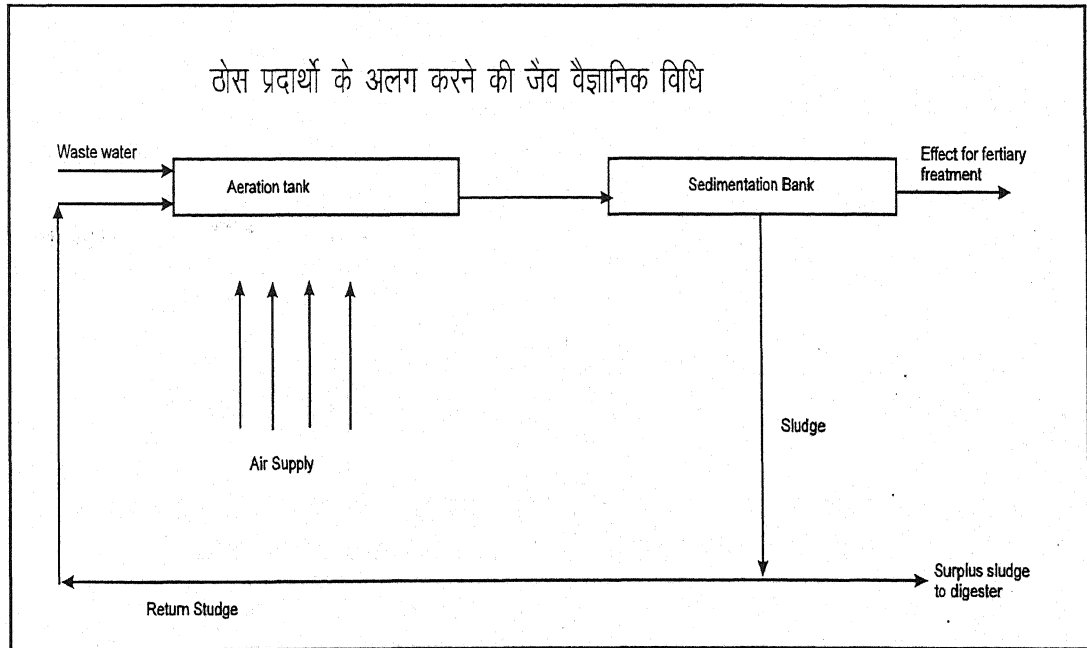 ठोस प्रदार्थो के अलग करने की जैव वैज्ञानिक विधि
Waste water
Aeration tank
Sedimentation Bank
Effect for fertiary
freatment
Air Supply
Sludge
Return Studge
Surplus sludge
to digester